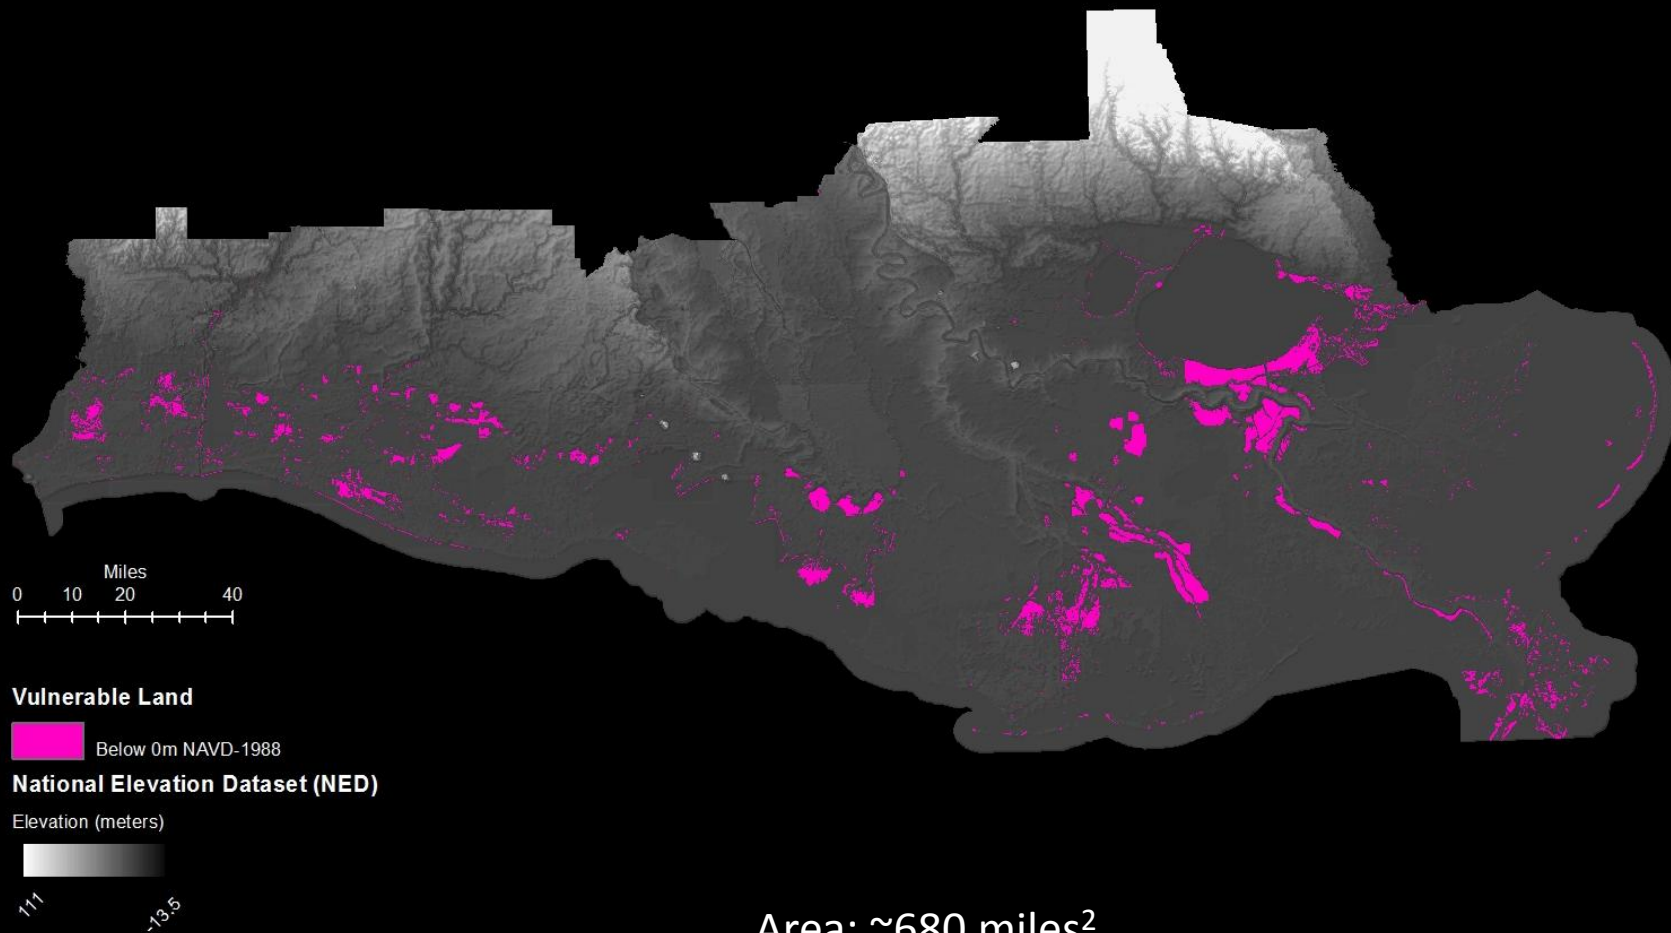 Miles
0 10 20 40
Vulnerable Land
Below 0m NAVD-1988
National Elevation Dataset (NED)
Elevation (meters)
111 -13.5
Area: ~680 miles²